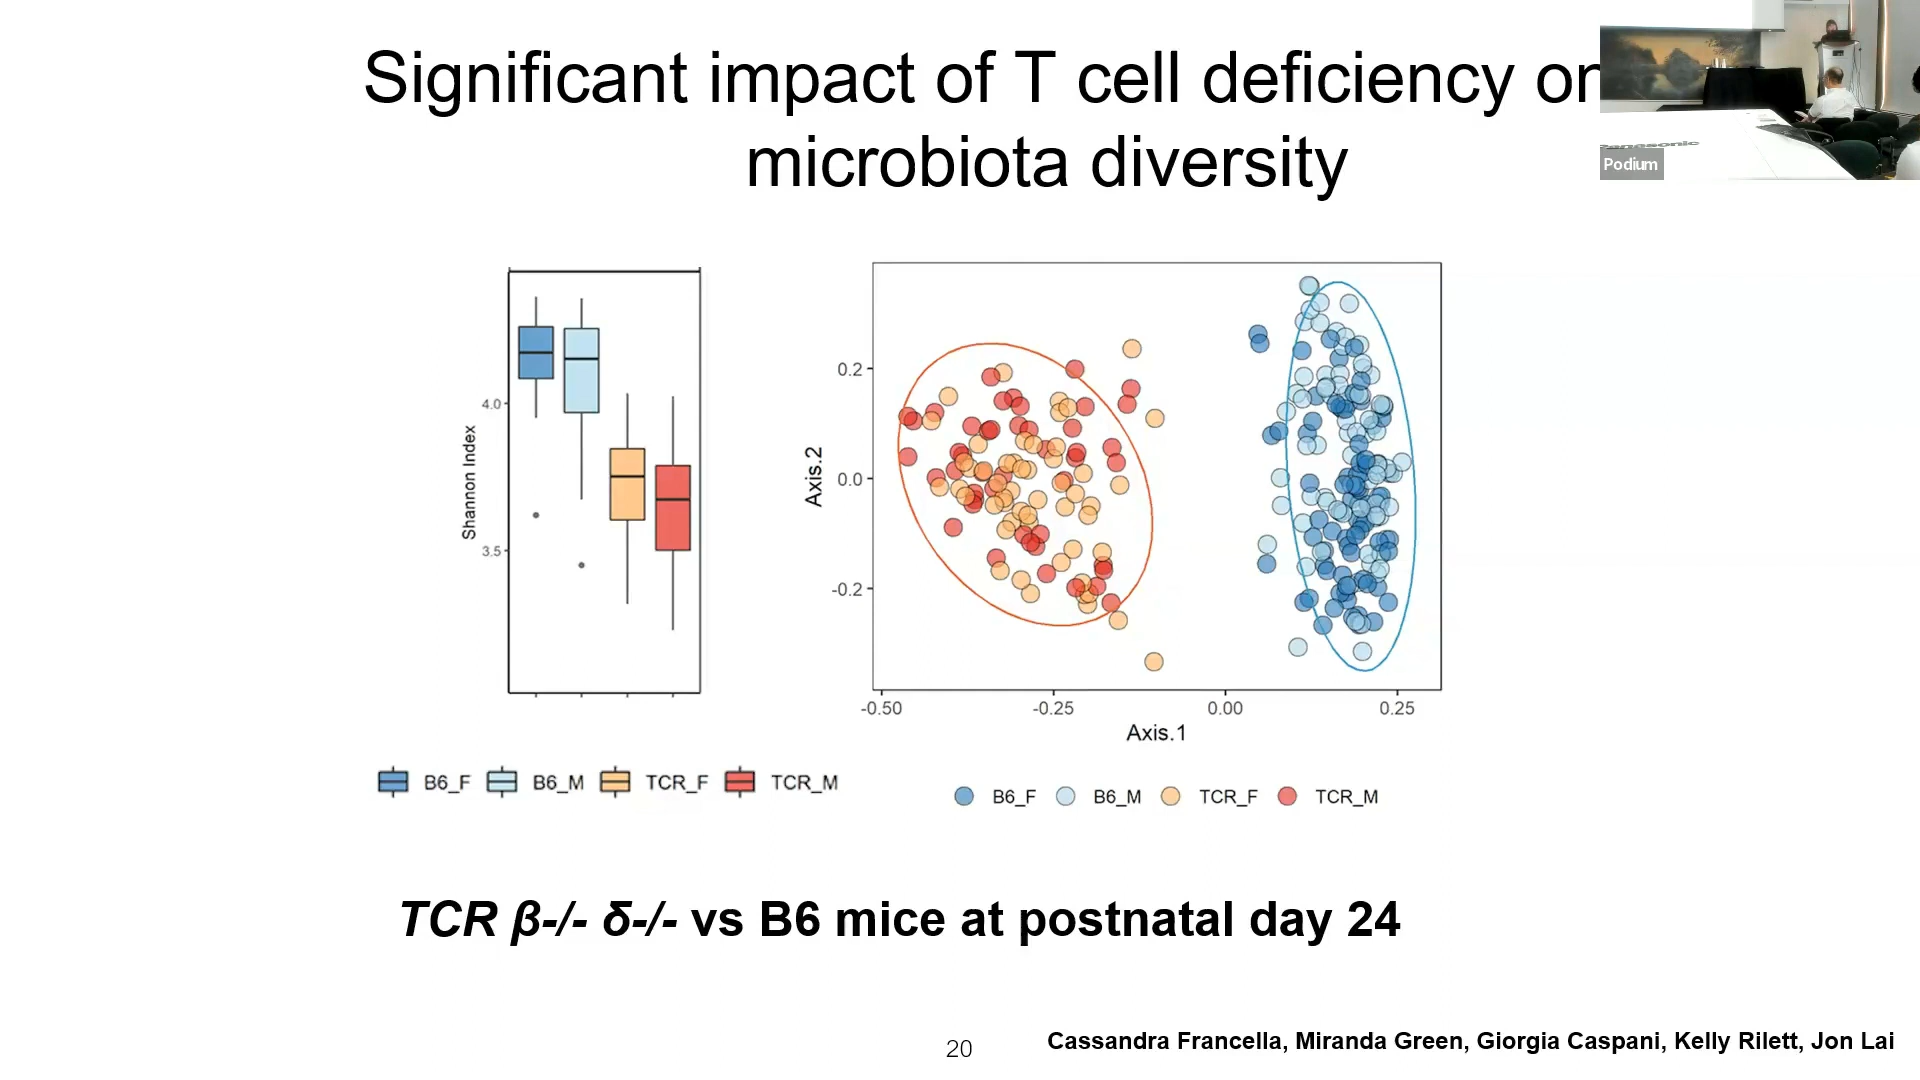 Significant impact of T cell deficiency on
microbiota diversity
Panasonic
Podium
Shannon Index
4.0
3.5
B6_F B6_M TCR_F TCR_M
Axis.2
0.2
0.0
-0.2
-0.50 -0.25 0.00 0.25
Axis.1
B6_F B6_M TCR_F TCR_M
TCR β-/- δ-/- vs B6 mice at postnatal day 24
20
Cassandra Francella, Miranda Green, Giorgia Caspani, Kelly Rilett, Jon Lai